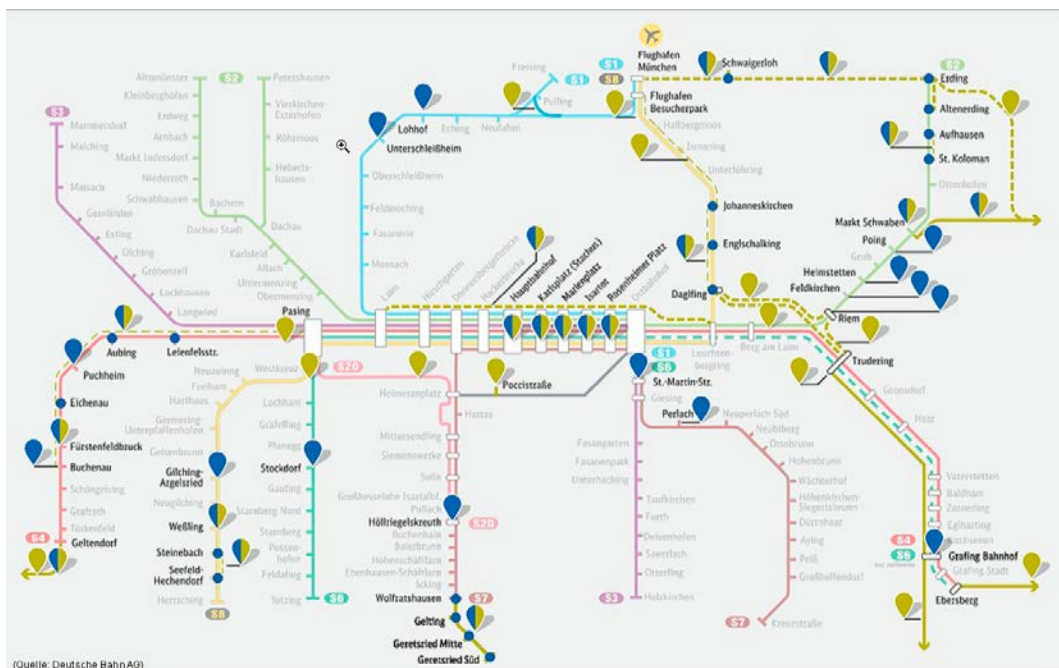 Flughafen
München
S1
S8
Flughafen
Besucherpark
Freising
S1
Pulling
Schwaigerloh
S2
Erding
Altenerding
Aufhausen
St. Koloman
Ottenhofen
Markt Schwaben
Poing
Grub
Heimstetten
Feldkirchen
Riem
Hallbergmoos
Ismaning
Unterföhring
Johanneskirchen
Englschalking
Daglfing
Altomünster
S2
Petershausen
Kleinberghofen
Erdweg
Arnbach
Markt Indersdorf
Niederroth
Schwabhausen
Bachern
Dachau Stadt
Vierkirchen-
Esterhofen
Röhrmoos
Heberts-
hausen
Dachau
Karlsfeld
Allach
Untermenzing
Obermenzing
Pasing
S3
Mammendorf
Malching
Maisach
Gernlinden
Esting
Olching
Gröbenzell
Lochhausen
Langwied
Lohhof
Eching
Neufahrn
Unterschleißheim
Oberschleißheim
Feldmoching
Fasanerie
Moosach
Laim
Hirschgarten
Donnersbergerbrücke
Hackerbrücke
Hauptbahnhof
Karlsplatz (Stachus)
Marienplatz
Isartor
Rosenheimer Platz
Ostbahnhof
Leuchten-
bergring
Berg am Laim
Trudering
Gronsdorf
Haar
Vaterstetten
Baldham
Zorneding
Eglharting
Kirchseeon
S4
S6
Grafing Bahnhof
Grafing Stadt
Ebersberg
Aubing
Leienfelsstr.
Puchheim
Eichenau
Fürstenfeldbruck
Buchenau
Schöngeising
Grafrath
Türkenfeld
S4
Geltendorf
Neuaubing
Westkreuz
Freiham
Harthaus
Germering-
Unterpfaffenhofen
Geisenbrunn
Gilching-
Argelsried
Neugilching
Weßling
Steinebach
Seefeld-
Hechendorf
Herrsching
S8
S20
Lochham
Gräfelfing
Planegg
Stockdorf
Gauting
Starnberg Nord
Starnberg
Possen-
hofen
Feldafing
Tutzing
S6
Heimeranplatz
Poccistraße
Harras
Mittersendling
Siemenswerke
Solln
Großhesselohe Isartalbf.
Pullach
Höllriegelskreuth
S20
Buchenhain
Baierbrunn
Hohenschäftlarn
Ebenhausen-Schäftlarn
Icking
Wolfratshausen
S7
Gelting
Geretsried Mitte
Geretsried Süd
S1
S6
St.-Martin-Str.
Giesing
Perlach
Neuperlach Süd
Neubiberg
Ottobrunn
Hohenbrunn
Wächterhof
Höhenkirchen-
Siegertsbrunn
Dürrnhaar
Aying
Peiß
Großhelfendorf
Kreuzstraße
S7
Fasangarten
Fasanenpark
Unterhaching
Taufkirchen
Furth
Deisenhofen
Sauerlach
Otterfing
S3
Holzkirchen
(Quelle: Deutsche Bahn AG)